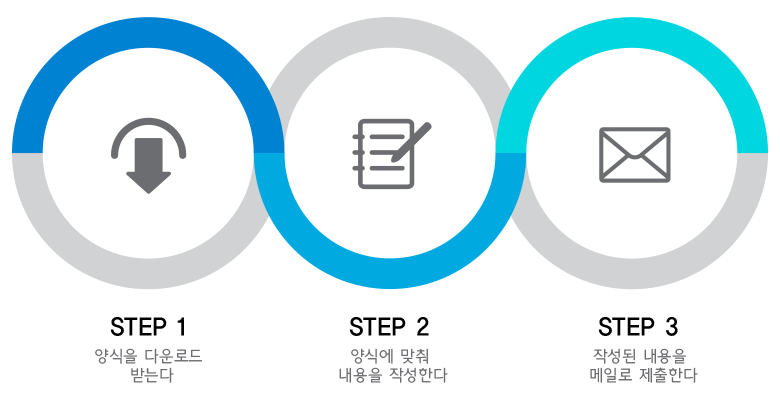 STEP 1
양식을 다운로드
받는다
STEP 2
양식에 맞춰
내용을 작성한다
STEP 3
작성된 내용을
메일로 제출한다